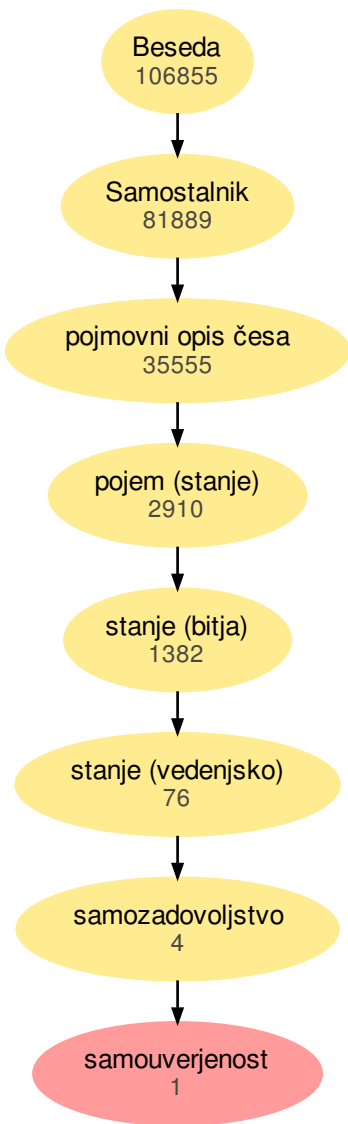 Beseda
106855
Samostalnik
81889
pojmovni opis česa
35555
pojem (stanje)
2910
stanje (bitja)
1382
stanje (vedenjsko)
76
samozadovoljstvo
4
samouverjenost
1